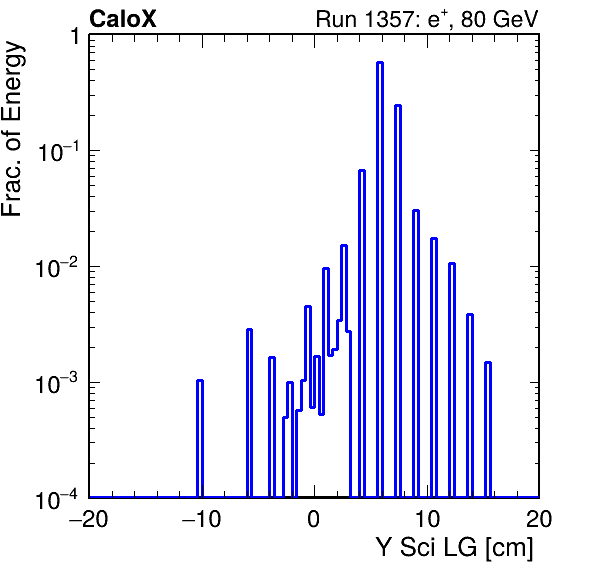 CaloX Run 1357: e⁺, 80 GeV
Frac. of Energy
1
10⁻¹
10⁻²
10⁻³
10⁻⁴
−20 −10 0 10 20
Y Sci LG [cm]